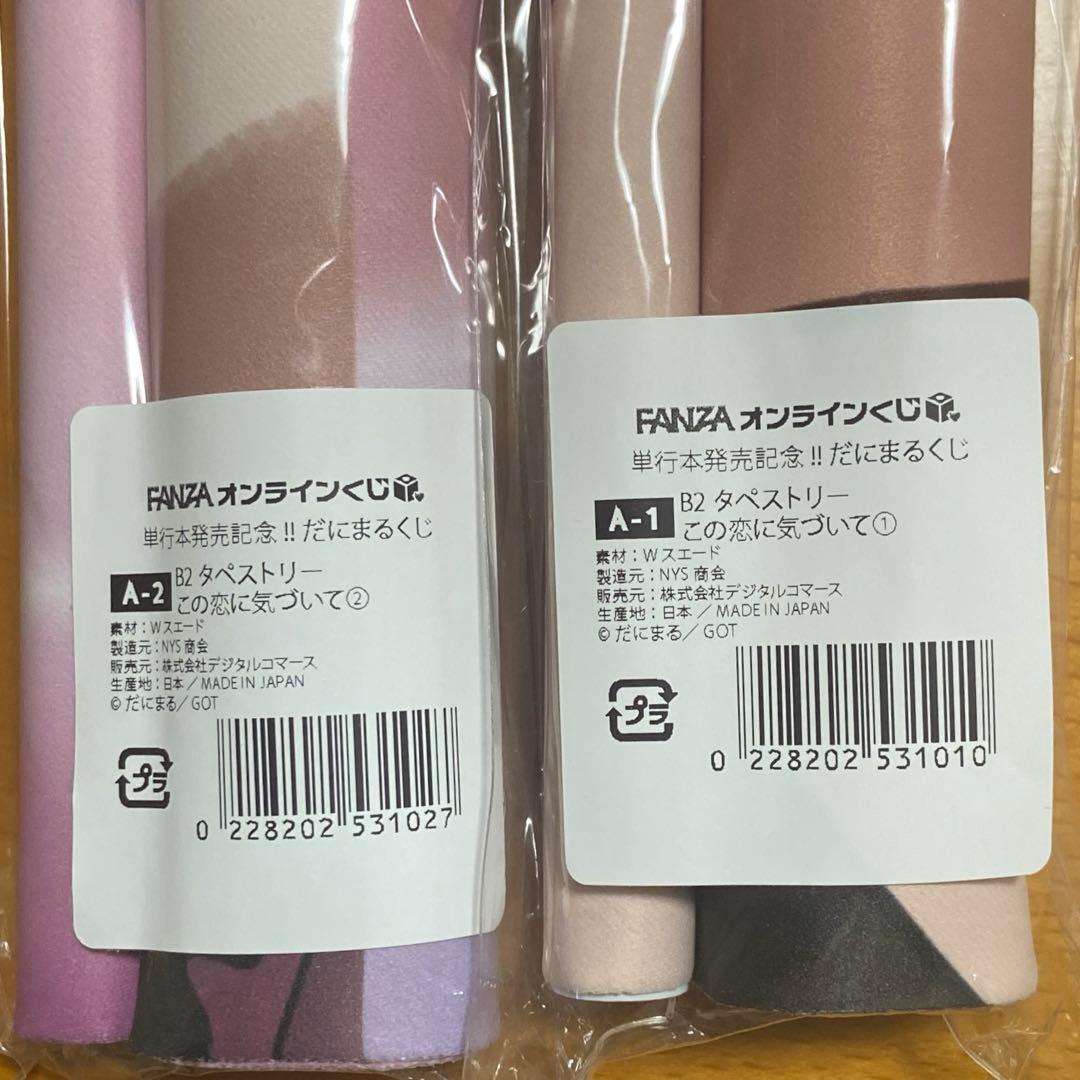 FANZA オンラインくじ
単行本発売記念!! だにまるくじ
A-2
B2 タペストリー
この恋に気づいて②
素材：Wスエード
製造元：NYS 商会
販売元：株式会社デジタルコマース
生産地：日本／MADE IN JAPAN
© だにまる／GOT
プラ
0 228202 531027
FANZA オンラインくじ
単行本発売記念!! だにまるくじ
A-1
B2 タペストリー
この恋に気づいて①
素材：Wスエード
製造元：NYS 商会
販売元：株式会社デジタルコマース
生産地：日本／MADE IN JAPAN
© だにまる／GOT
プラ
0 228202 531010